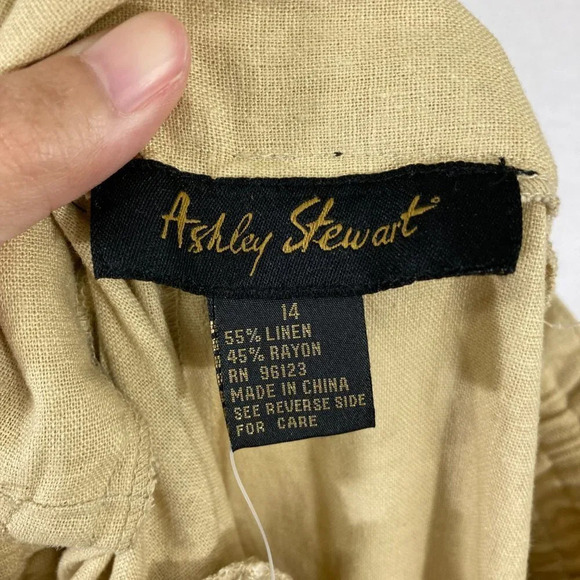 Ashley Stewart
14
55% LINEN
45% RAYON
RN 96123
MADE IN CHINA
SEE REVERSE SIDE
FOR CARE